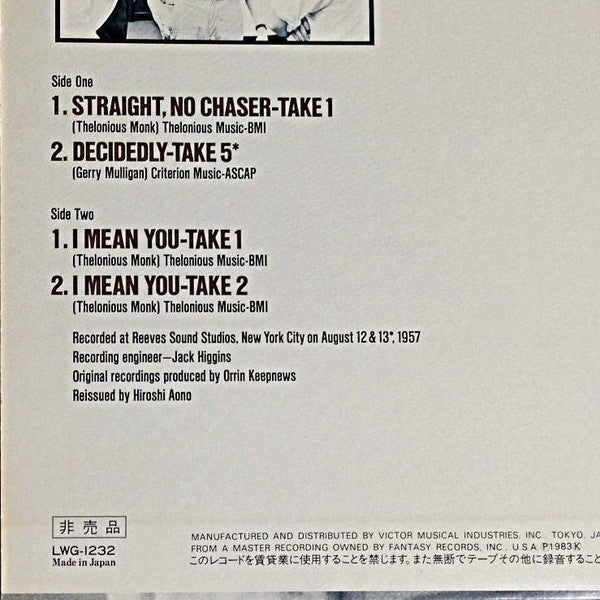 Side One
1. STRAIGHT, NO CHASER-TAKE 1
(Thelonious Monk) Thelonious Music-BMI
2. DECIDEDLY-TAKE 5*
(Gerry Mulligan) Criterion Music-ASCAP
Side Two
1. I MEAN YOU-TAKE 1
(Thelonious Monk) Thelonious Music-BMI
2. I MEAN YOU-TAKE 2
(Thelonious Monk) Thelonious Music-BMI
Recorded at Reeves Sound Studios, New York City on August 12 & 13*, 1957
Recording engineer—Jack Higgins
Original recordings produced by Orrin Keepnews
Reissued by Hiroshi Aono
非売品
LWG-1232
Made in Japan
MANUFACTURED AND DISTRIBUTED BY VICTOR MUSICAL INDUSTRIES, INC., TOKYO, JA
FROM A MASTER RECORDING OWNED BY FANTASY RECORDS, INC., U.S.A. P1983 K
このレコードを賃貸業に使用することを禁じます。また無断でテープその他に録音すること